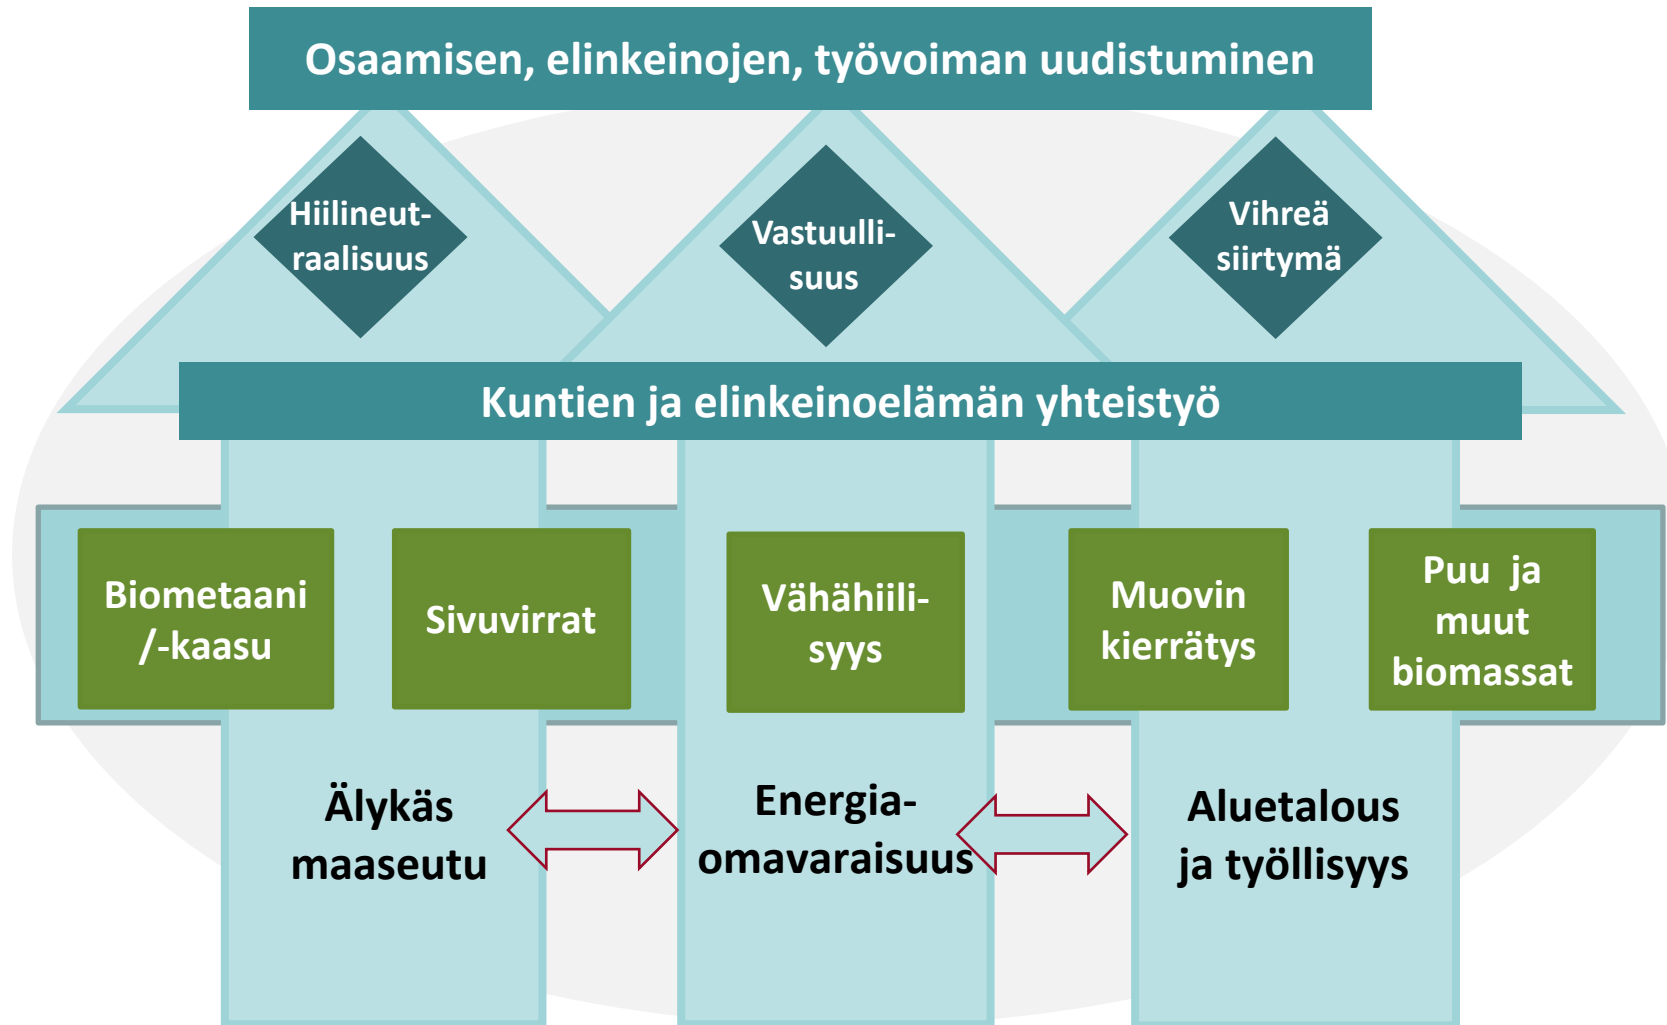 Osaamisen, elinkeinojen, työvoiman uudistuminen
Hiilineut-
raalisuus
Vastuulli-
suus
Vihreä
siirtymä
Kuntien ja elinkeinoelämän yhteistyö
Biometaani
/-kaasu
Sivuvirrat
Vähähiili-
syys
Muovin
kierrätys
Puu ja
muut
biomassat
Älykäs
maaseutu
Energia-
omavaraisuus
Aluetalous
ja työllisyys